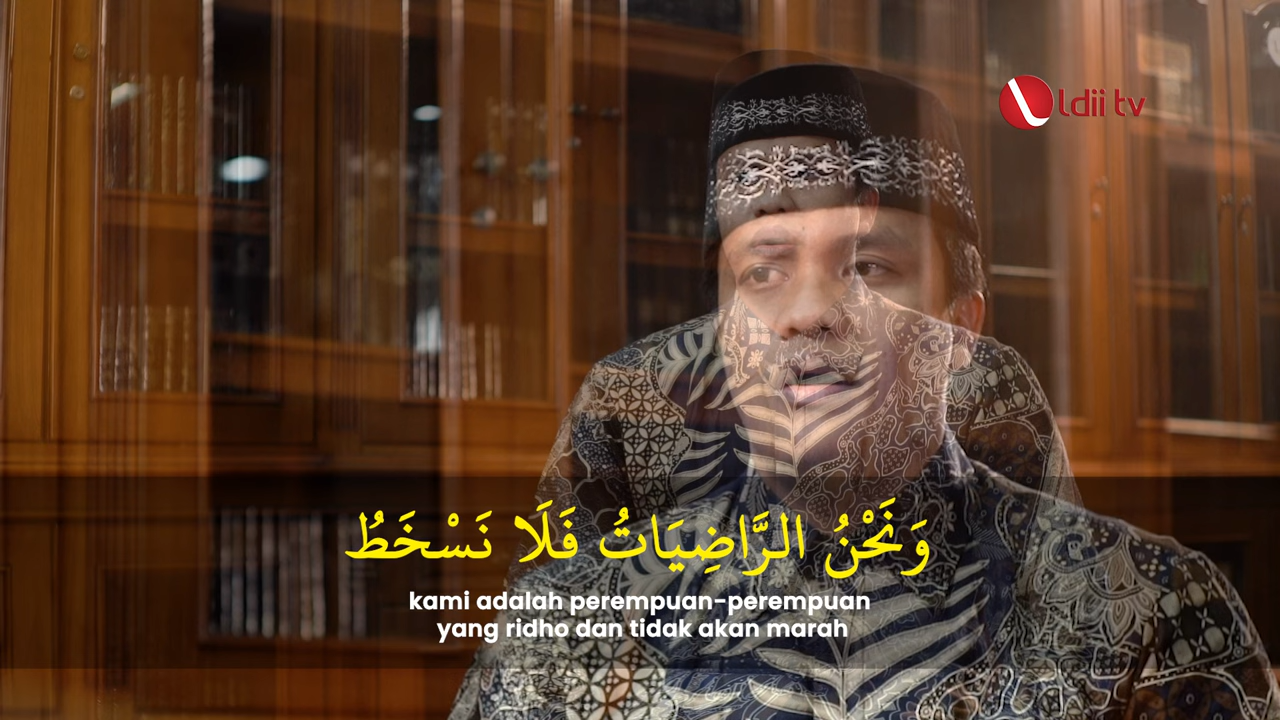 ldii tv
وَنَحْنُ الرَّاضِيَاتُ فَلَا نَسْخَطُ
kami adalah perempuan-perempuan
yang ridho dan tidak akan marah